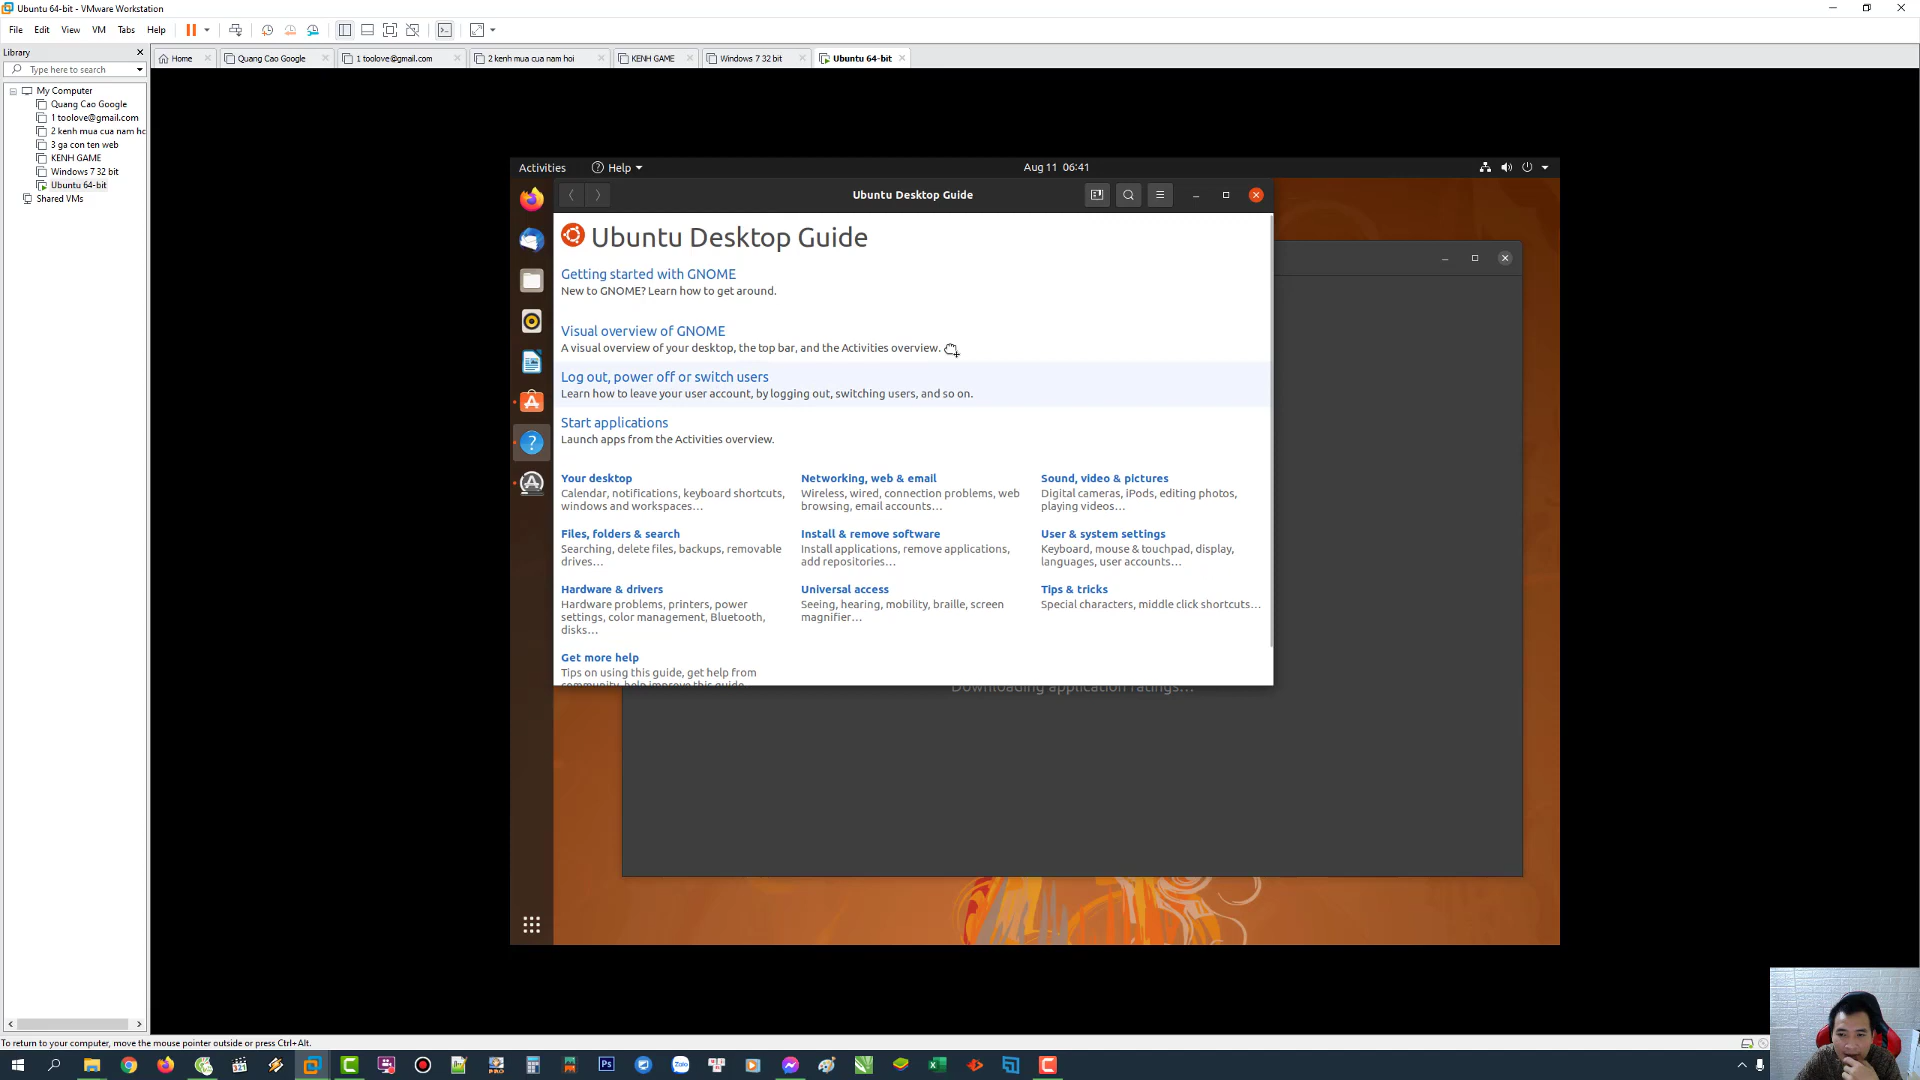 Ubuntu 64-bit - VMware Workstation
File Edit View VM Tabs Help
Library
Type here to search
Home
Quang Cao Google
1 toolove@gmail.com
2 kenh mua cua nam hoi
KENH GAME
Windows 7 32 bit
Ubuntu 64-bit
My Computer
Quang Cao Google
1 toolove@gmail.com
2 kenh mua cua nam ho
3 ga con ten web
KENH GAME
Windows 7 32 bit
Ubuntu 64-bit
Shared VMs
Activities
Help
Aug 11 06:41
Ubuntu Desktop Guide
Ubuntu Desktop Guide
Getting started with GNOME
New to GNOME? Learn how to get around.
Visual overview of GNOME
A visual overview of your desktop, the top bar, and the Activities overview.
Log out, power off or switch users
Learn how to leave your user account, by logging out, switching users, and so on.
Start applications
Launch apps from the Activities overview.
Your desktop
Calendar, notifications, keyboard shortcuts,
windows and workspaces…
Networking, web & email
Wireless, wired, connection problems, web
browsing, email accounts…
Sound, video & pictures
Digital cameras, iPods, editing photos,
playing videos…
Files, folders & search
Searching, delete files, backups, removable
drives…
Install & remove software
Install applications, remove applications,
add repositories…
User & system settings
Keyboard, mouse & touchpad, display,
languages, user accounts…
Hardware & drivers
Hardware problems, printers, power
settings, color management, Bluetooth,
disks…
Universal access
Seeing, hearing, mobility, braille, screen
magnifier…
Tips & tricks
Special characters, middle click shortcuts…
Get more help
Tips on using this guide, get help from
community, help improve this guide
Downloading application ratings…
To return to your computer, move the mouse pointer outside or press Ctrl+Alt.